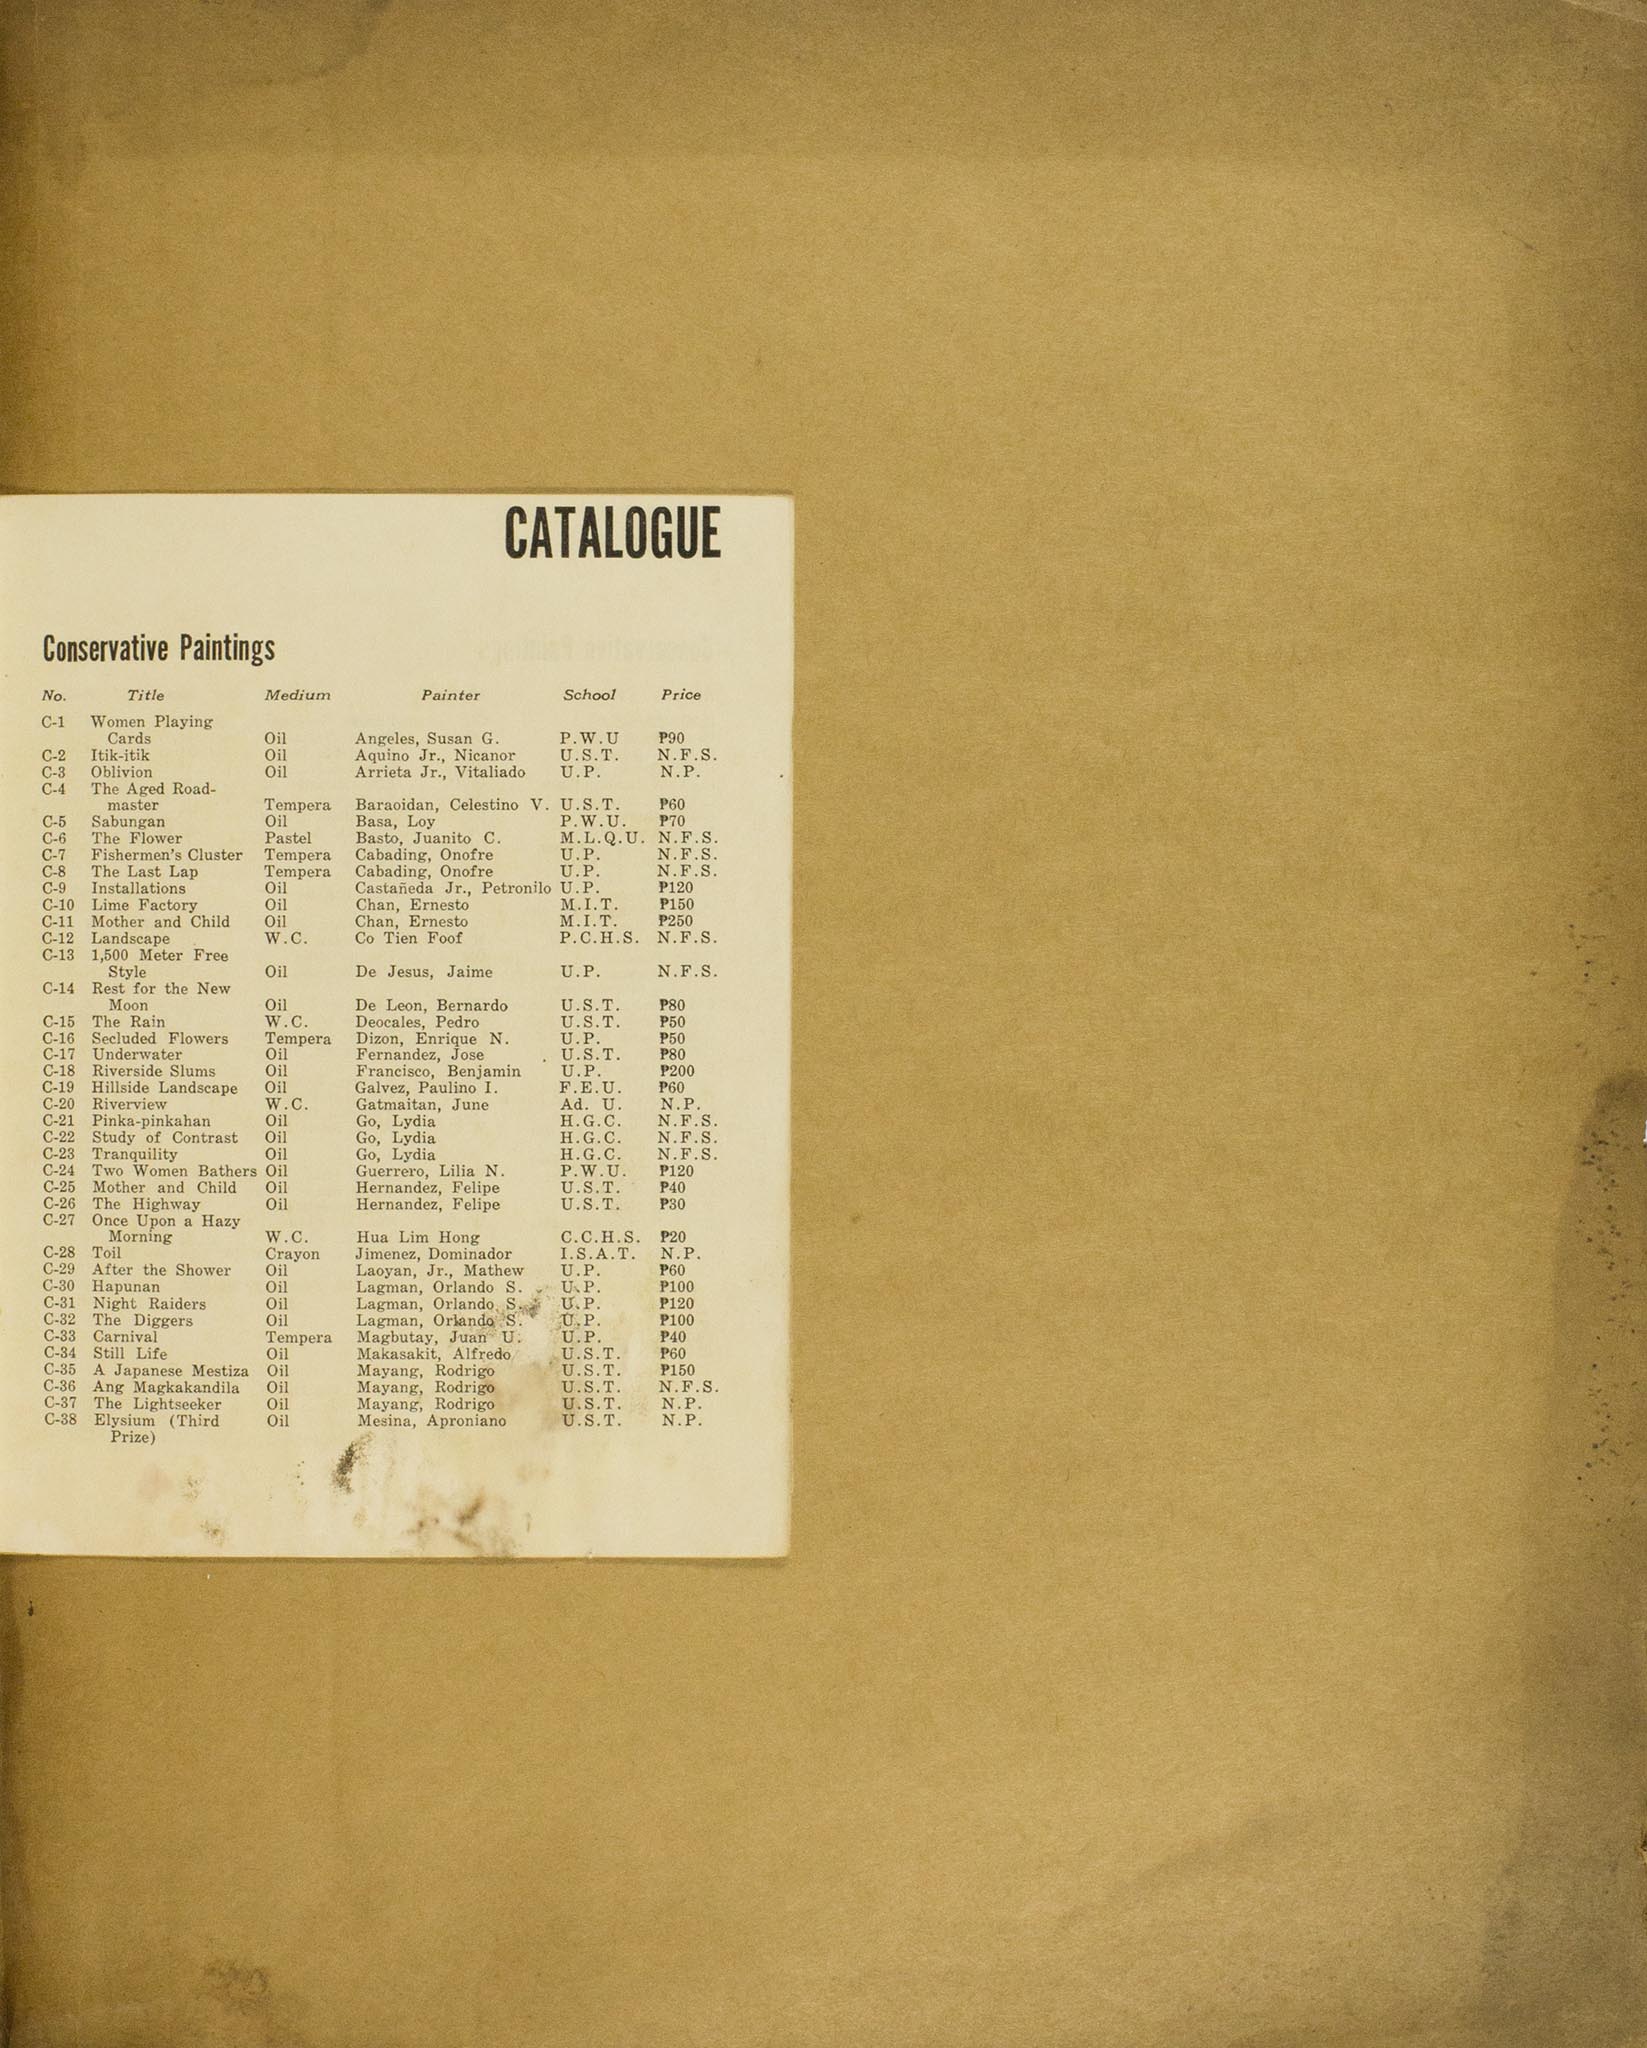 CATALOGUE
Conservative Paintings
No. Title Medium Painter School Price
C-1 Women Playing
Cards Oil Angeles, Susan G. P.W.U ₱90
C-2 Itik-itik Oil Aquino Jr., Nicanor U.S.T. N.F.S.
C-3 Oblivion Oil Arrieta Jr., Vitaliado U.P. N.P.
C-4 The Aged Road-
master Tempera Baraoidan, Celestino V. U.S.T. ₱60
C-5 Sabungan Oil Basa, Loy P.W.U. ₱70
C-6 The Flower Pastel Basto, Juanito C. M.L.Q.U. N.F.S.
C-7 Fishermen's Cluster Tempera Cabading, Onofre U.P. N.F.S.
C-8 The Last Lap Tempera Cabading, Onofre U.P. N.F.S.
C-9 Installations Oil Castañeda Jr., Petronilo U.P. ₱120
C-10 Lime Factory Oil Chan, Ernesto M.I.T. ₱150
C-11 Mother and Child Oil Chan, Ernesto M.I.T. ₱250
C-12 Landscape W.C. Co Tien Foof P.C.H.S. N.F.S.
C-13 1,500 Meter Free
Style Oil De Jesus, Jaime U.P. N.F.S.
C-14 Rest for the New
Moon Oil De Leon, Bernardo U.S.T. ₱80
C-15 The Rain W.C. Deocales, Pedro U.S.T. ₱50
C-16 Secluded Flowers Tempera Dizon, Enrique N. U.P. ₱50
C-17 Underwater Oil Fernandez, Jose U.S.T. ₱80
C-18 Riverside Slums Oil Francisco, Benjamin U.P. ₱200
C-19 Hillside Landscape Oil Galvez, Paulino I. F.E.U. ₱60
C-20 Riverview W.C. Gatmaitan, June Ad. U. N.P.
C-21 Pinka-pinkahan Oil Go, Lydia H.G.C. N.F.S.
C-22 Study of Contrast Oil Go, Lydia H.G.C. N.F.S.
C-23 Tranquility Oil Go, Lydia H.G.C. N.F.S.
C-24 Two Women Bathers Oil Guerrero, Lilia N. P.W.U. ₱120
C-25 Mother and Child Oil Hernandez, Felipe U.S.T. ₱40
C-26 The Highway Oil Hernandez, Felipe U.S.T. ₱30
C-27 Once Upon a Hazy
Morning W.C. Hua Lim Hong C.C.H.S. ₱20
C-28 Toil Crayon Jimenez, Dominador I.S.A.T. N.P.
C-29 After the Shower Oil Laoyan, Jr., Mathew U.P. ₱60
C-30 Hapunan Oil Lagman, Orlando S. U.P. ₱100
C-31 Night Raiders Oil Lagman, Orlando S. U.P. ₱120
C-32 The Diggers Oil Lagman, Orlando S. U.P. ₱100
C-33 Carnival Tempera Magbutay, Juan U. U.P. ₱40
C-34 Still Life Oil Makasakit, Alfredo U.S.T. ₱60
C-35 A Japanese Mestiza Oil Mayang, Rodrigo U.S.T. ₱150
C-36 Ang Magkakandila Oil Mayang, Rodrigo U.S.T. N.F.S.
C-37 The Lightseeker Oil Mayang, Rodrigo U.S.T. N.P.
C-38 Elysium (Third Oil Mesina, Aproniano U.S.T. N.P.
Prize)